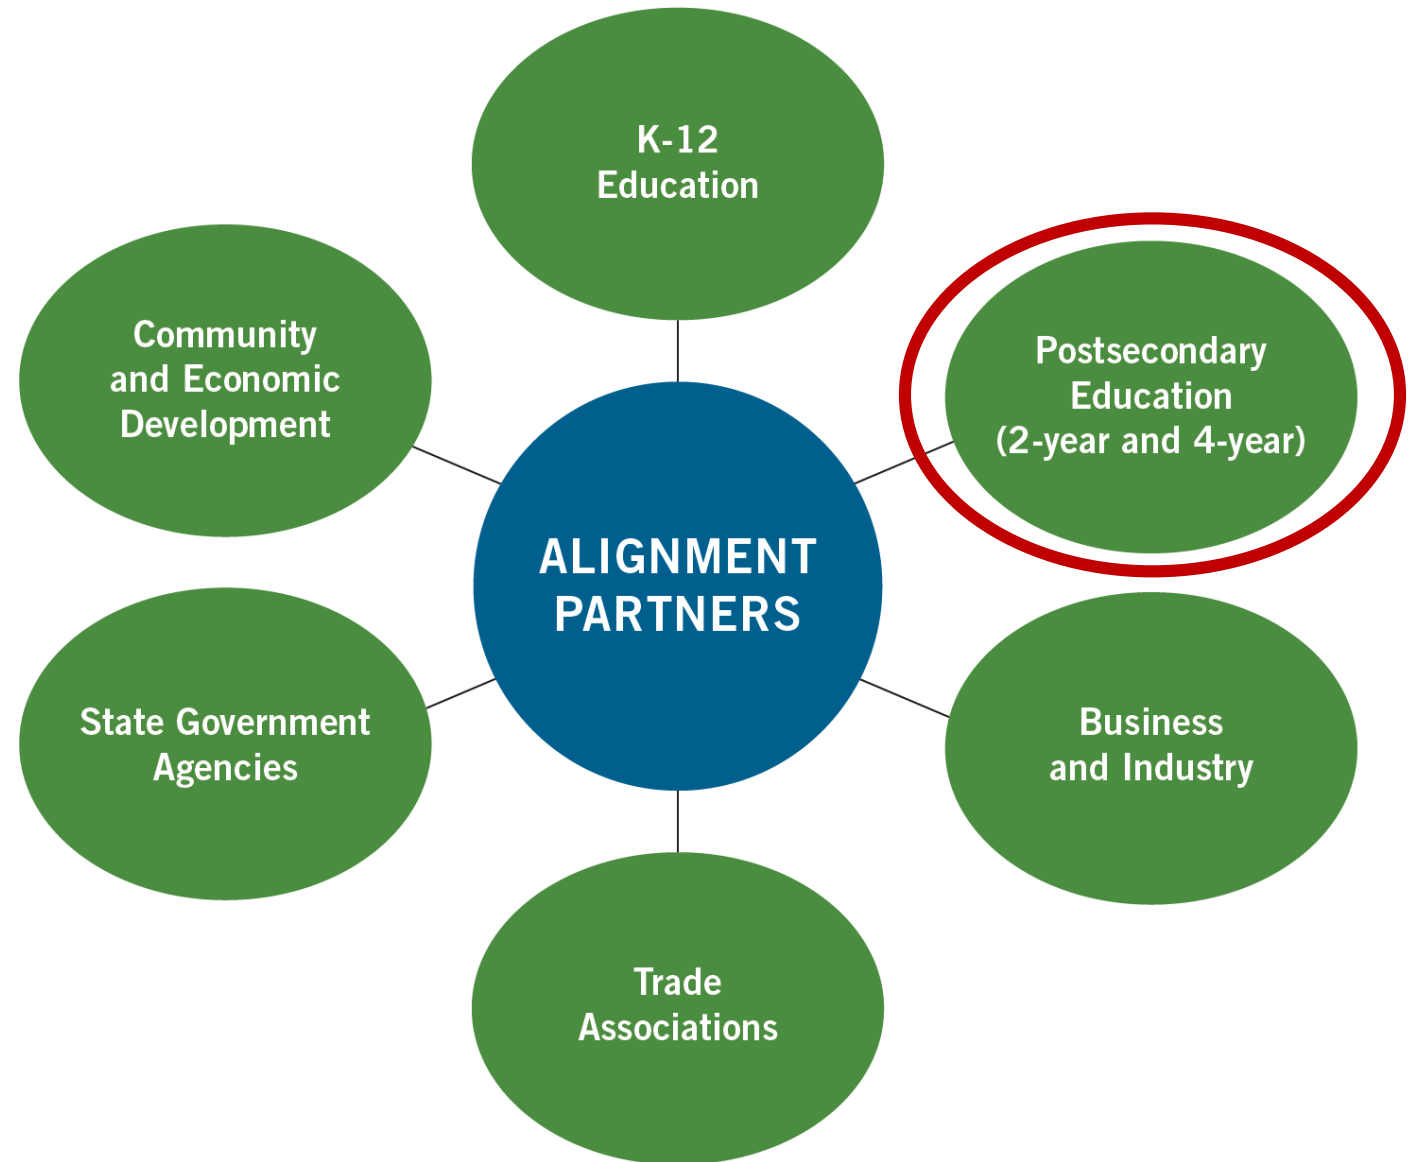 K-12
Education
Postsecondary
Education
(2-year and 4-year)
Community
and Economic
Development
ALIGNMENT
PARTNERS
State Government
Agencies
Business
and Industry
Trade
Associations